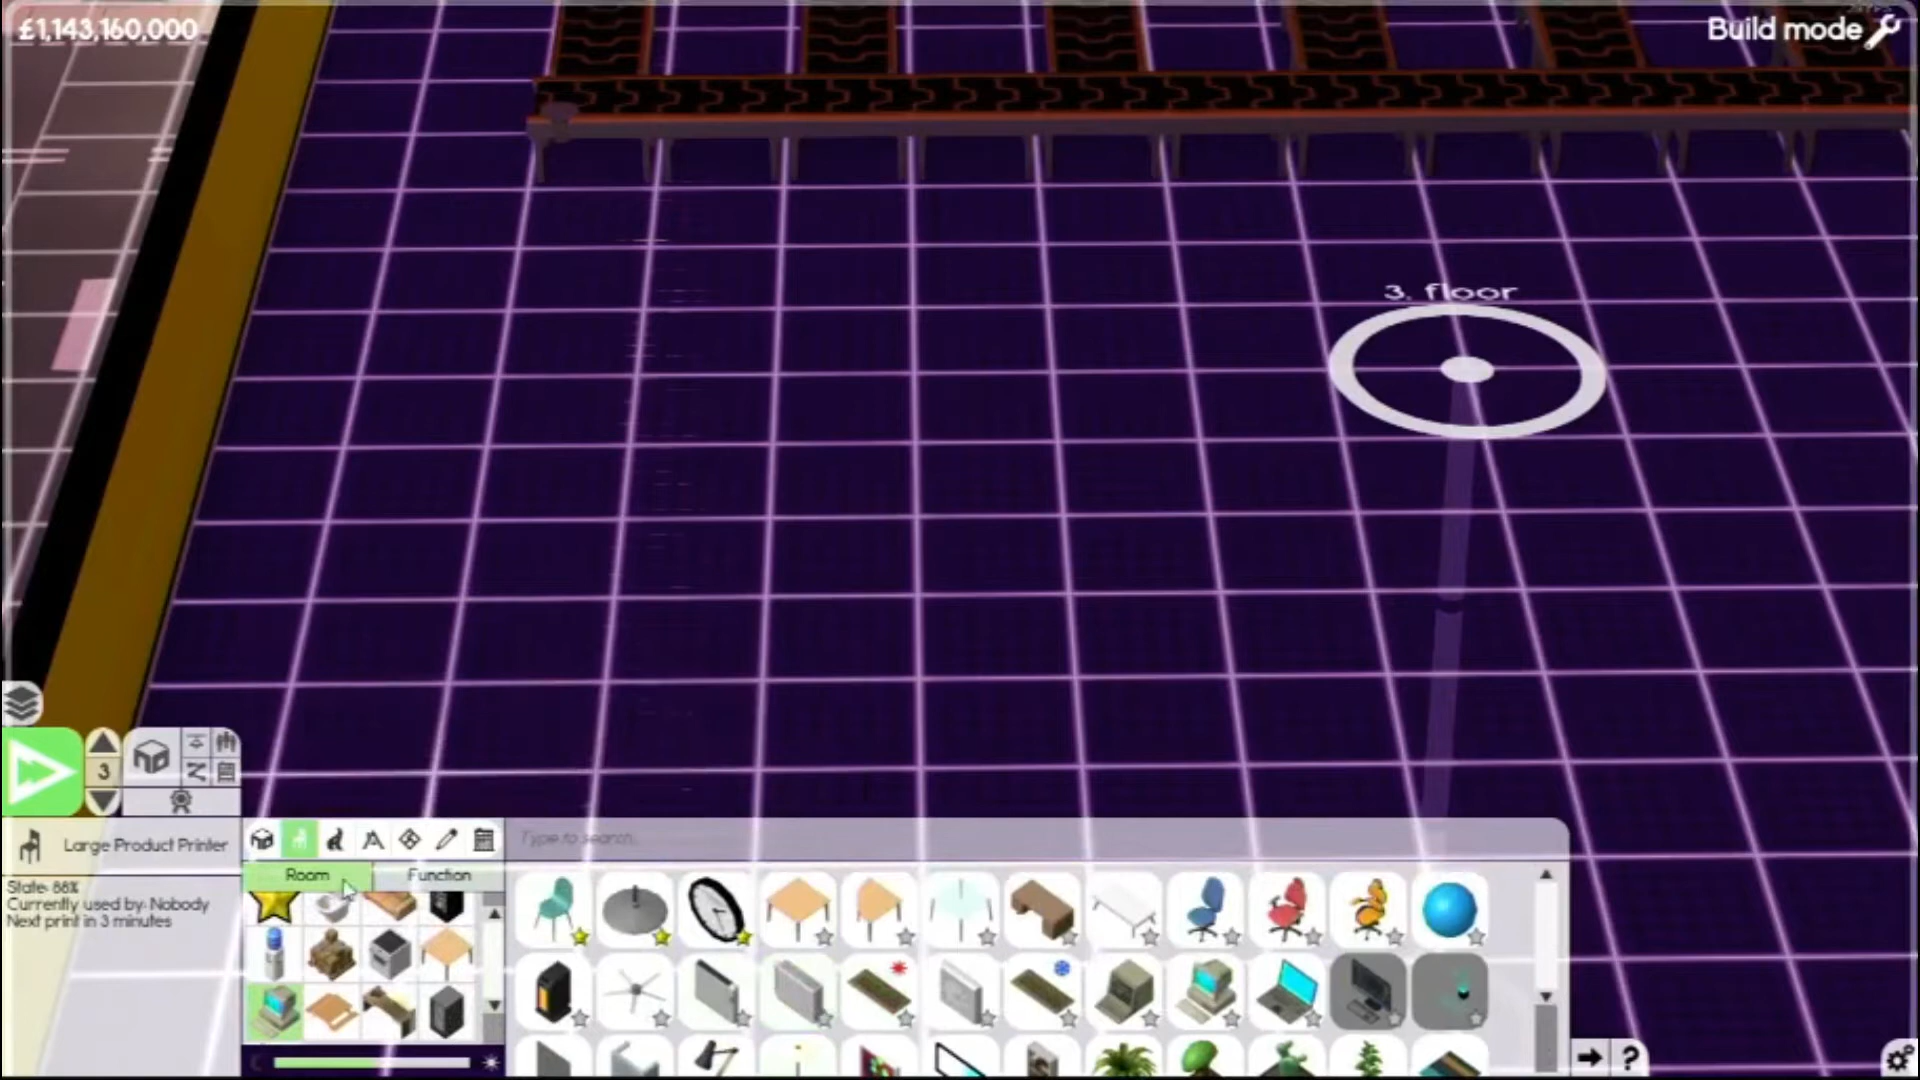 £1,143,160,000
Build mode
3. floor
3
Large Product Printer
State: 88%
Currently used by: Nobody
Next print in 3 minutes
Room
Function
Type to search...
?